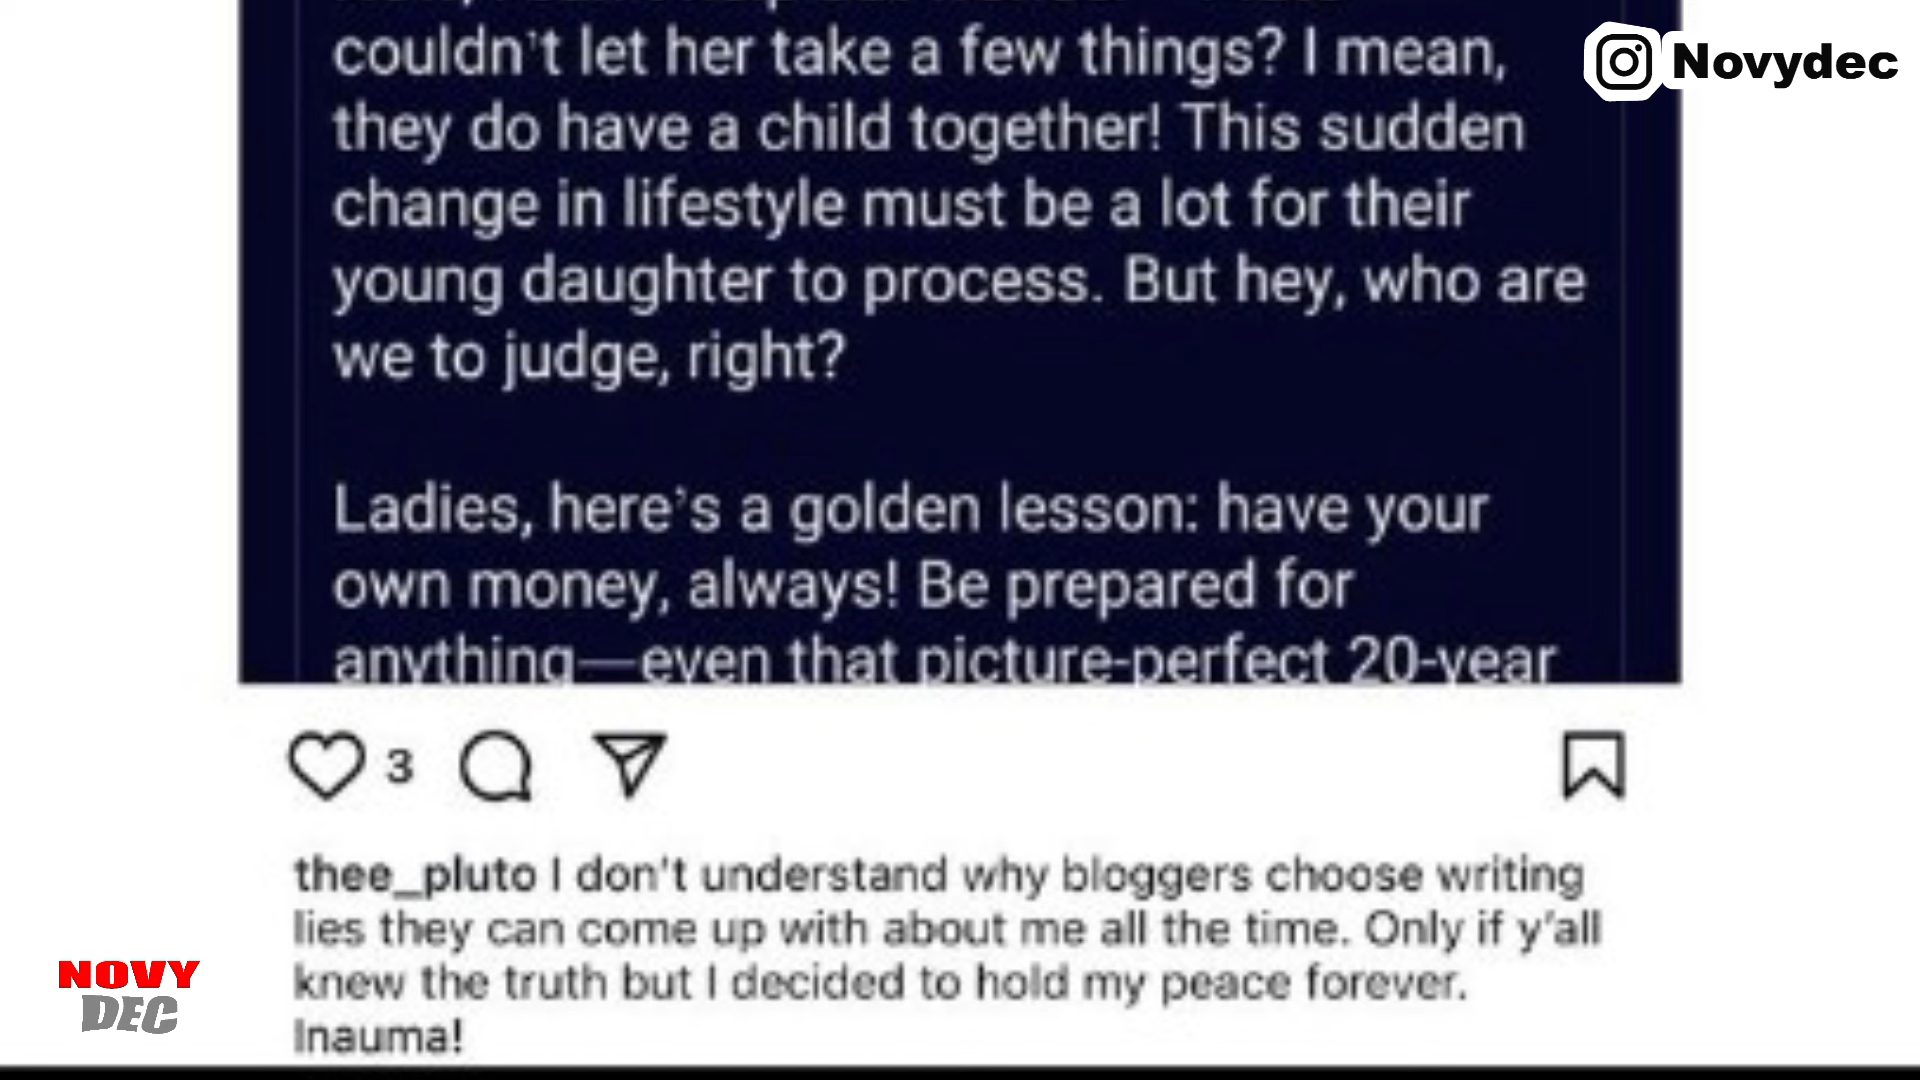 couldn't let her take a few things? I mean,
they do have a child together! This sudden
change in lifestyle must be a lot for their
young daughter to process. But hey, who are
we to judge, right?
Ladies, here's a golden lesson: have your
own money, always! Be prepared for
anything—even that picture-perfect 20-year
3
thee_pluto I don't understand why bloggers choose writing
lies they can come up with about me all the time. Only if y'all
knew the truth but I decided to hold my peace forever.
Inauma!
Novydec
NOVY
DEC